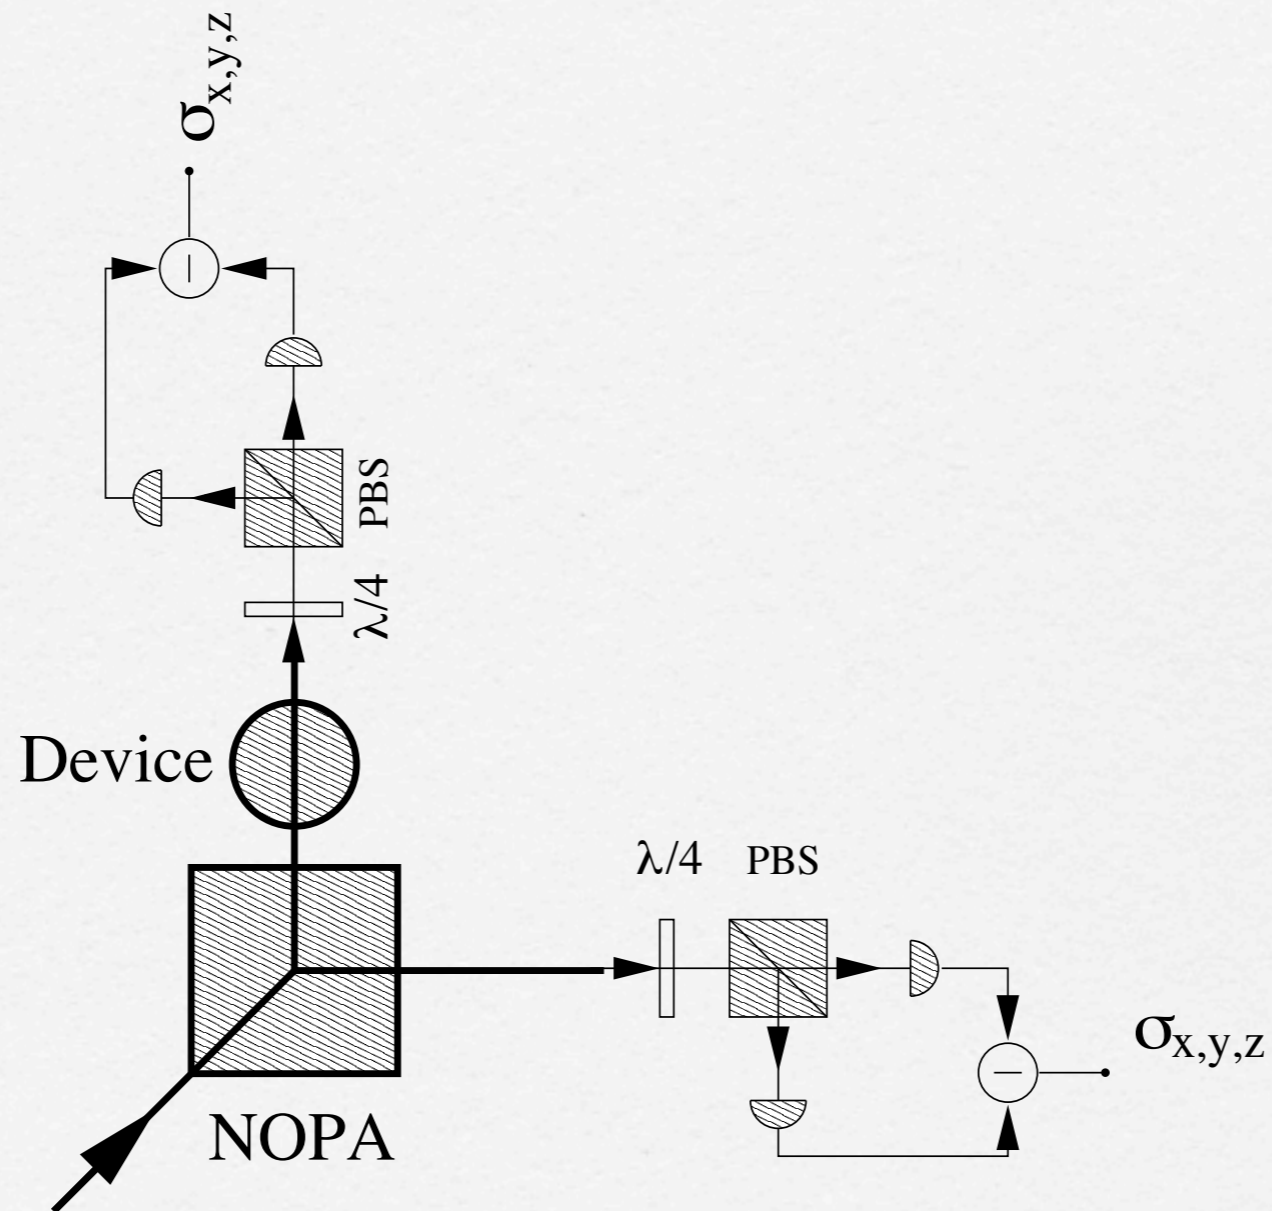 σx,y,z
PBS
λ/4
Device
λ/4
PBS
σx,y,z
NOPA